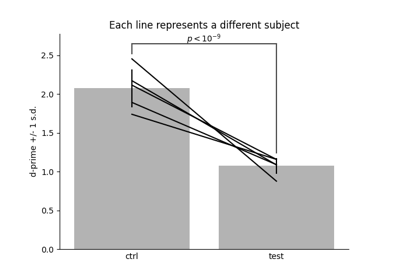 Each line represents a different subject
p < 10⁻⁹
2.5
2.0
1.5
1.0
0.5
0.0
d-prime +/- 1 s.d.
ctrl test